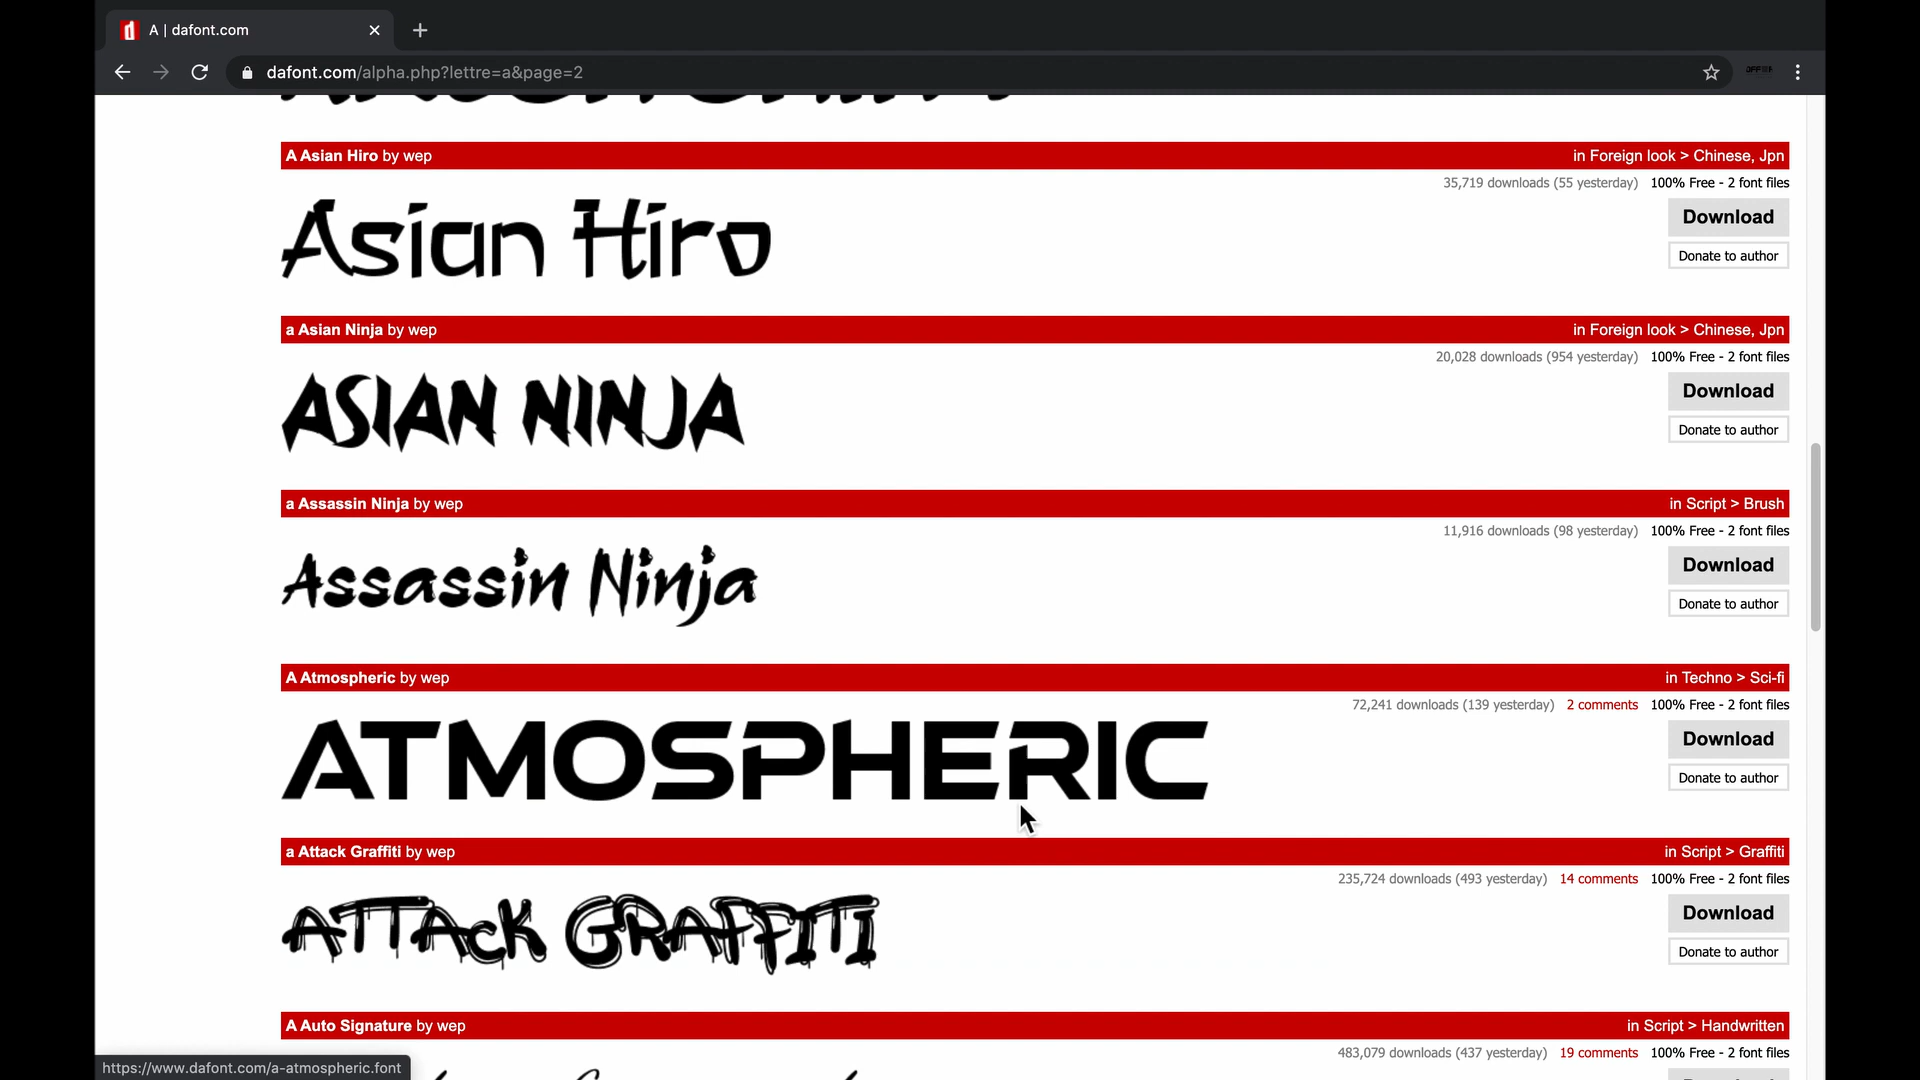 A | dafont.com
dafont.com/alpha.php?lettre=a&page=2
A Asian Hiro by wep in Foreign look > Chinese, Jpn
35,719 downloads (55 yesterday) 100% Free - 2 font files
Asian Hiro
Download
Donate to author
a Asian Ninja by wep in Foreign look > Chinese, Jpn
20,028 downloads (954 yesterday) 100% Free - 2 font files
ASIAN NINJA
Download
Donate to author
a Assassin Ninja by wep in Script > Brush
11,916 downloads (98 yesterday) 100% Free - 2 font files
Assassin Ninja
Download
Donate to author
A Atmospheric by wep in Techno > Sci-fi
72,241 downloads (139 yesterday) 2 comments 100% Free - 2 font files
ATMOSPHERIC
Download
Donate to author
a Attack Graffiti by wep in Script > Graffiti
235,724 downloads (493 yesterday) 14 comments 100% Free - 2 font files
ATTAcK GRAFFITI
Download
Donate to author
A Auto Signature by wep in Script > Handwritten
483,079 downloads (437 yesterday) 19 comments 100% Free - 2 font files
https://www.dafont.com/a-atmospheric.font